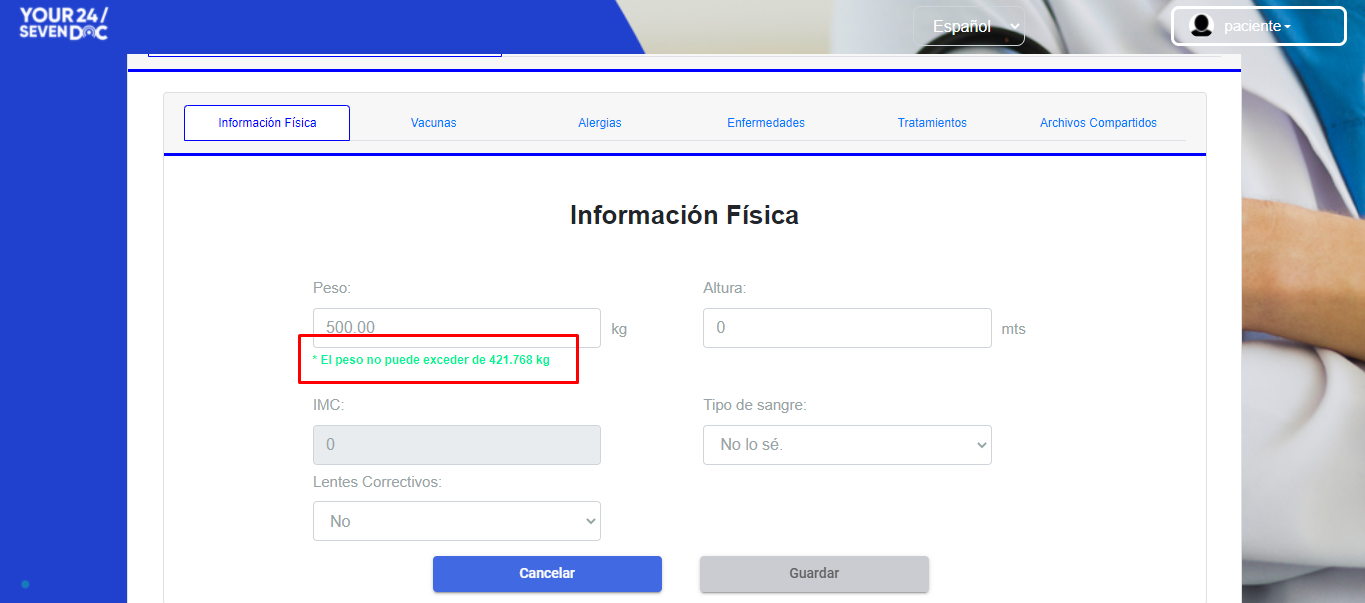 YOUR 24/
SEVEN DOC
Español
paciente
Información Física
Vacunas
Alergias
Enfermedades
Tratamientos
Archivos Compartidos
Información Física
Peso:
Altura:
500.00
kg
0
mts
* El peso no puede exceder de 421.768 kg
IMC:
Tipo de sangre:
0
No lo sé.
Lentes Correctivos:
No
Cancelar
Guardar